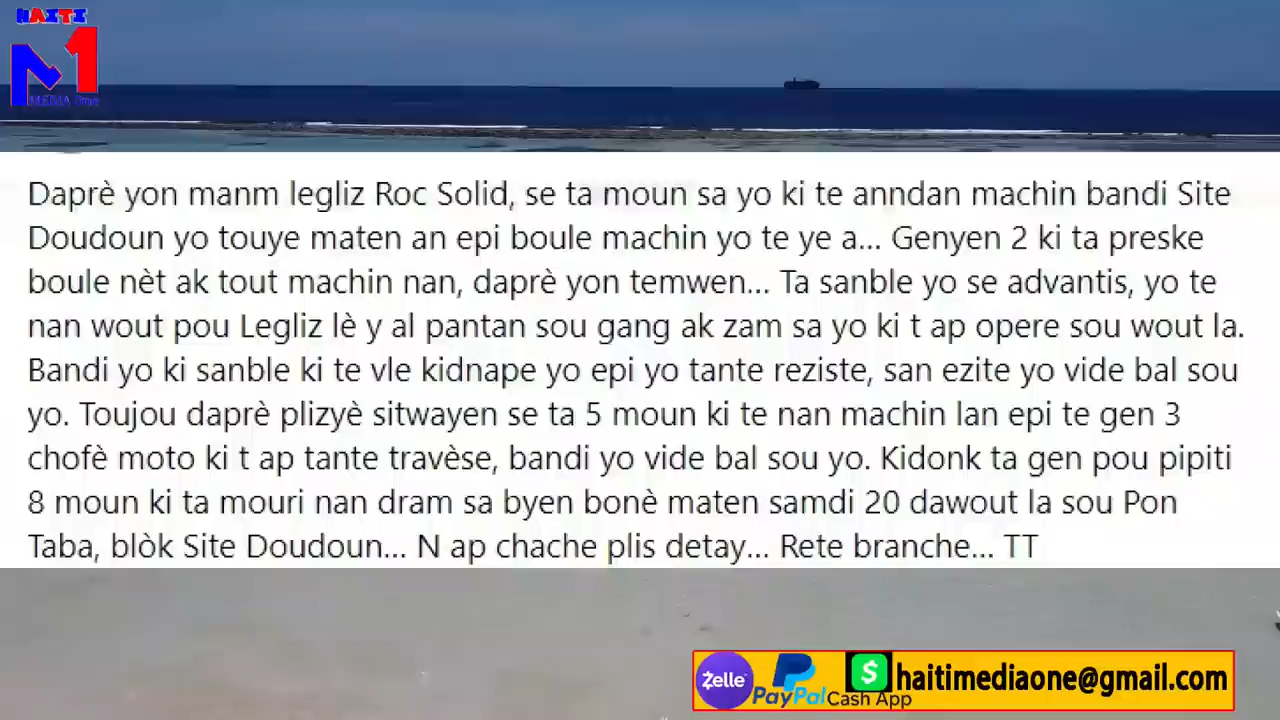 HAITI
M1
MEDIA One
Daprè yon manm legliz Roc Solid, se ta moun sa yo ki te anndan machin bandi Site
Doudoun yo touye maten an epi boule machin yo te ye a... Genyen 2 ki ta preske
boule nèt ak tout machin nan, daprè yon temwen... Ta sanble yo se advantis, yo te
nan wout pou Legliz lè y al pantan sou gang ak zam sa yo ki t ap opere sou wout la.
Bandi yo ki sanble ki te vle kidnape yo epi yo tante reziste, san ezite yo vide bal sou
yo. Toujou daprè plizyè sitwayen se ta 5 moun ki te nan machin lan epi te gen 3
chofè moto ki t ap tante travèse, bandi yo vide bal sou yo. Kidonk ta gen pou pipiti
8 moun ki ta mouri nan dram sa byen bonè maten samdi 20 dawout la sou Pon
Taba, blòk Site Doudoun... N ap chache plis detay... Rete branche... TT
Zelle PayPal $ Cash App haitimediaone@gmail.com